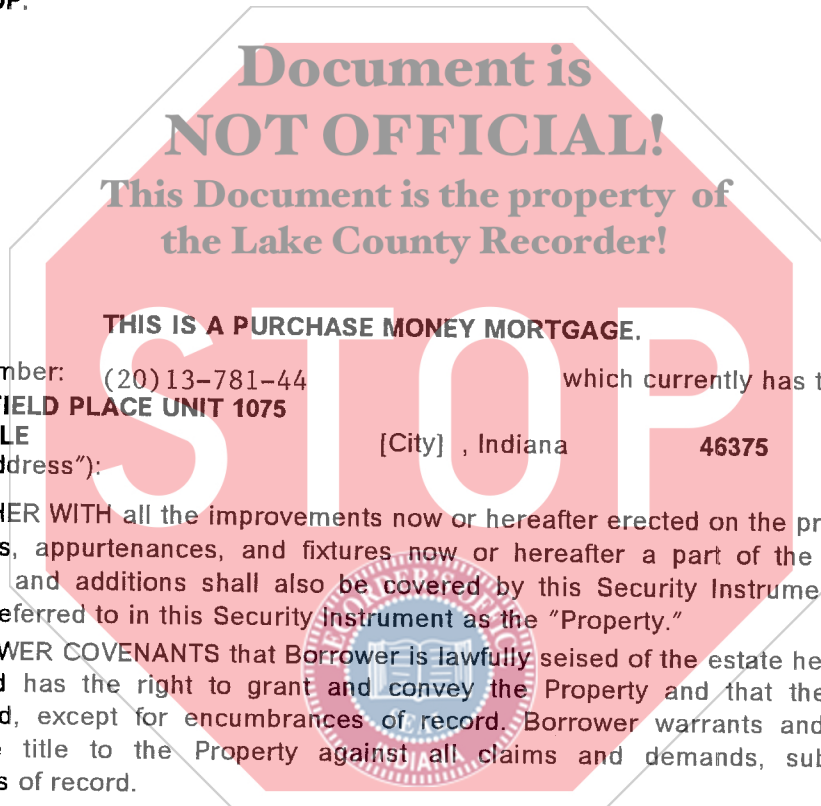 OP.
Document is
NOT OFFICIAL!
This Document is the property of
the Lake County Recorder!
STOP
THIS IS A PURCHASE MONEY MORTGAGE.
mber: (20)13-781-44 which currently has t
FIELD PLACE UNIT 1075
LE [City] , Indiana 46375
ddress"):
HER WITH all the improvements now or hereafter erected on the pr
s, appurtenances, and fixtures now or hereafter a part of the
and additions shall also be covered by this Security Instrume
eferred to in this Security Instrument as the "Property."
WER COVENANTS that Borrower is lawfully seised of the estate he
d has the right to grant and convey the Property and that the
d, except for encumbrances of record. Borrower warrants and
e title to the Property against all claims and demands, sub
s of record.
RECORDER'S OFFICE
INDIANA